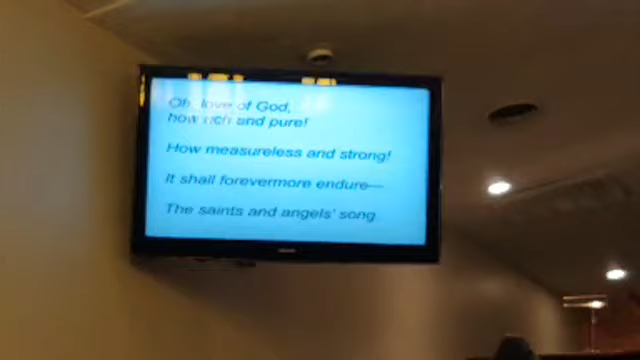 Oh, love of God,
how rich and pure!
How measureless and strong!
It shall forevermore endure—
The saints and angels' song